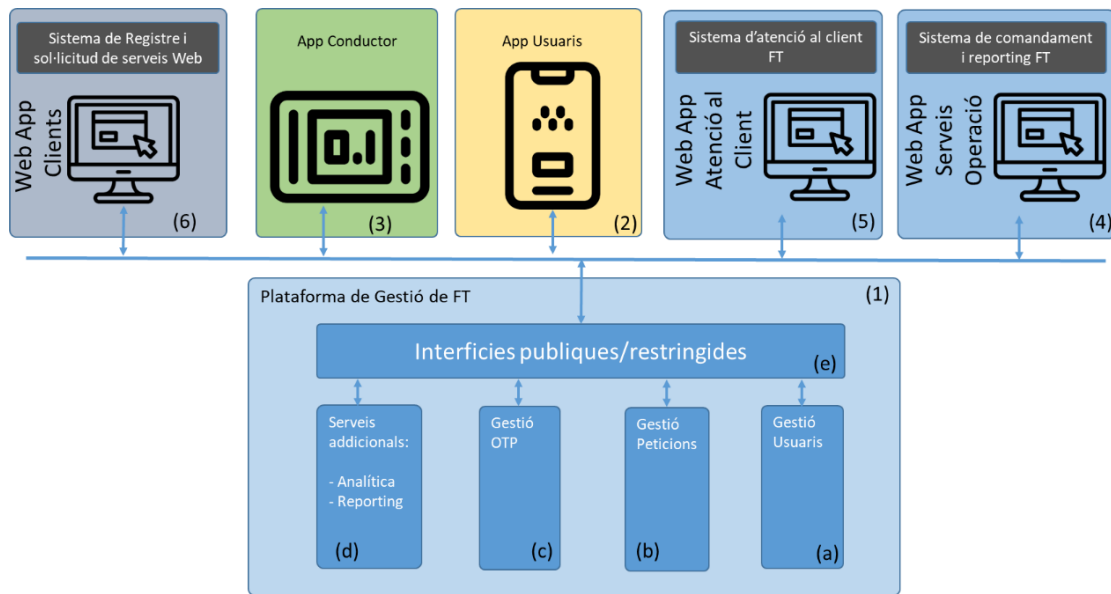 Sistema de Registre i
sol·licitud de serveis Web
Web App
Clients
(6)
App Conductor
(3)
App Usuaris
(2)
Sistema d'atenció al client
FT
Web App
Atenció al
Client
(5)
Sistema de comandament
i reporting FT
Web App
Serveis
Operació
(4)
Plataforma de Gestió de FT
(1)
Interficies publiques/restringides
(e)
Serveis
addicionals:
- Analítica
- Reporting
(d)
Gestió
OTP
(c)
Gestió
Peticions
(b)
Gestió
Usuaris
(a)